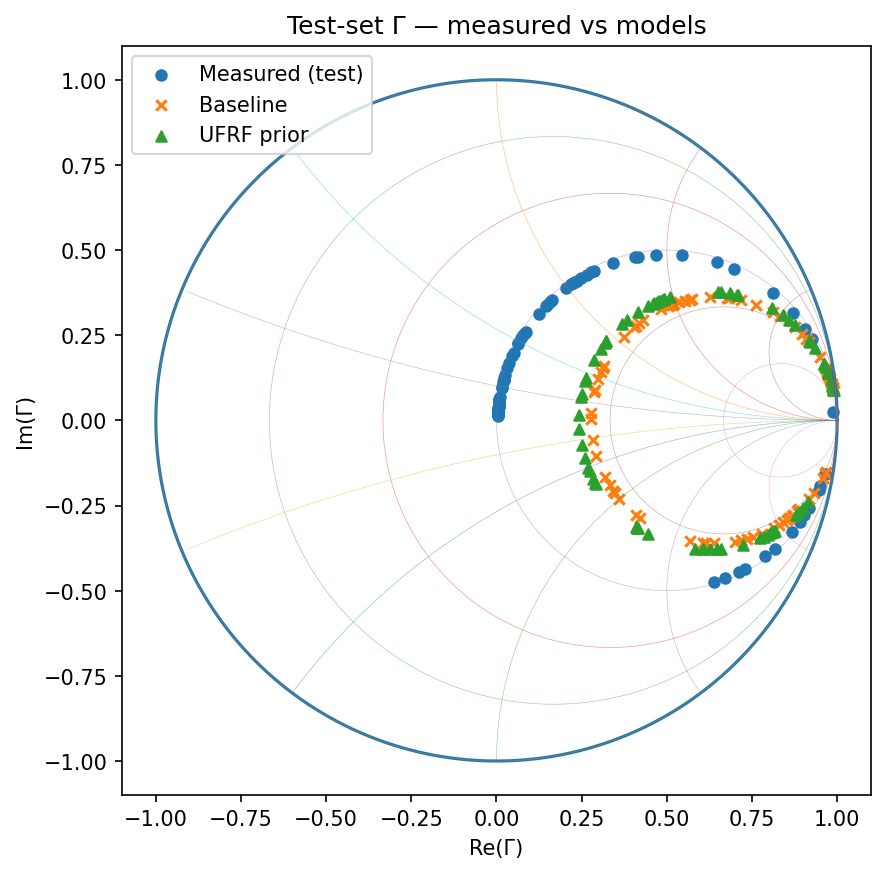 Test-set Γ — measured vs models
Measured (test)
Baseline
UFRF prior
1.00
0.75
0.50
0.25
0.00
−0.25
−0.50
−0.75
−1.00
Im(Γ)
−1.00 −0.75 −0.50 −0.25 0.00 0.25 0.50 0.75 1.00
Re(Γ)